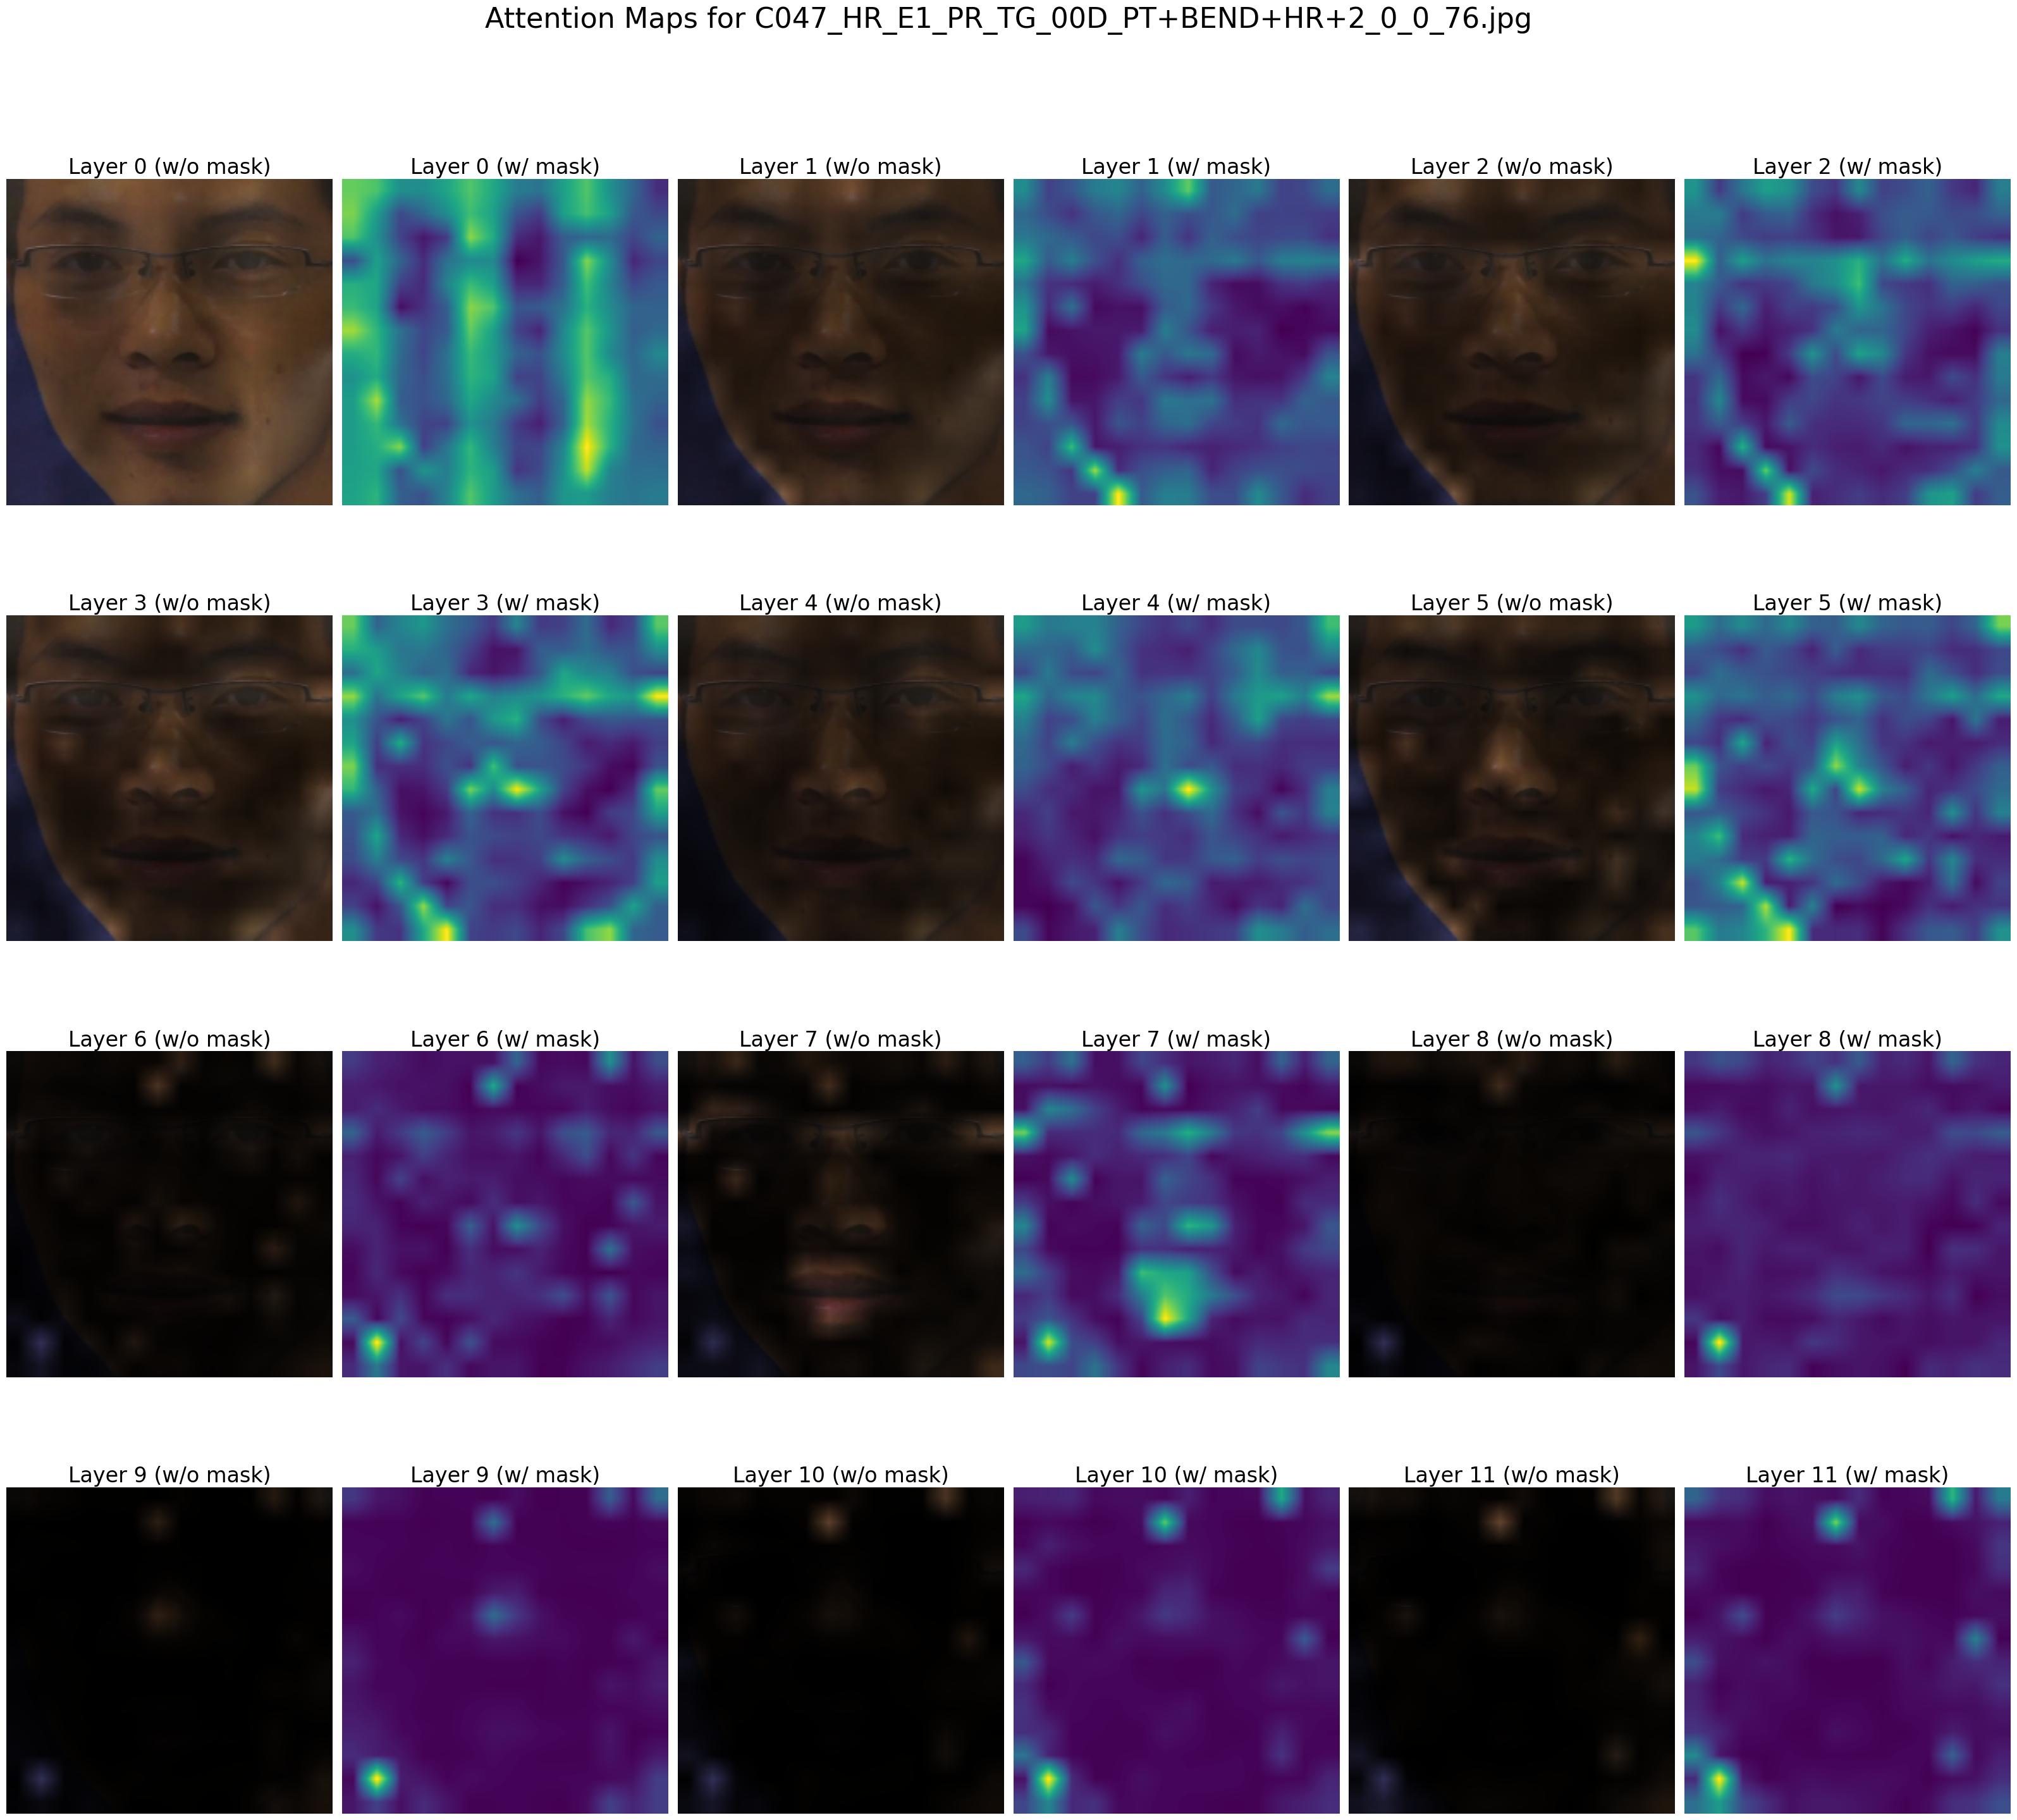 Attention Maps for C047_HR_E1_PR_TG_00D_PT+BEND+HR+2_0_0_76.jpg
Layer 0 (w/o mask) Layer 0 (w/ mask) Layer 1 (w/o mask) Layer 1 (w/ mask) Layer 2 (w/o mask) Layer 2 (w/ mask)
Layer 3 (w/o mask) Layer 3 (w/ mask) Layer 4 (w/o mask) Layer 4 (w/ mask) Layer 5 (w/o mask) Layer 5 (w/ mask)
Layer 6 (w/o mask) Layer 6 (w/ mask) Layer 7 (w/o mask) Layer 7 (w/ mask) Layer 8 (w/o mask) Layer 8 (w/ mask)
Layer 9 (w/o mask) Layer 9 (w/ mask) Layer 10 (w/o mask) Layer 10 (w/ mask) Layer 11 (w/o mask) Layer 11 (w/ mask)